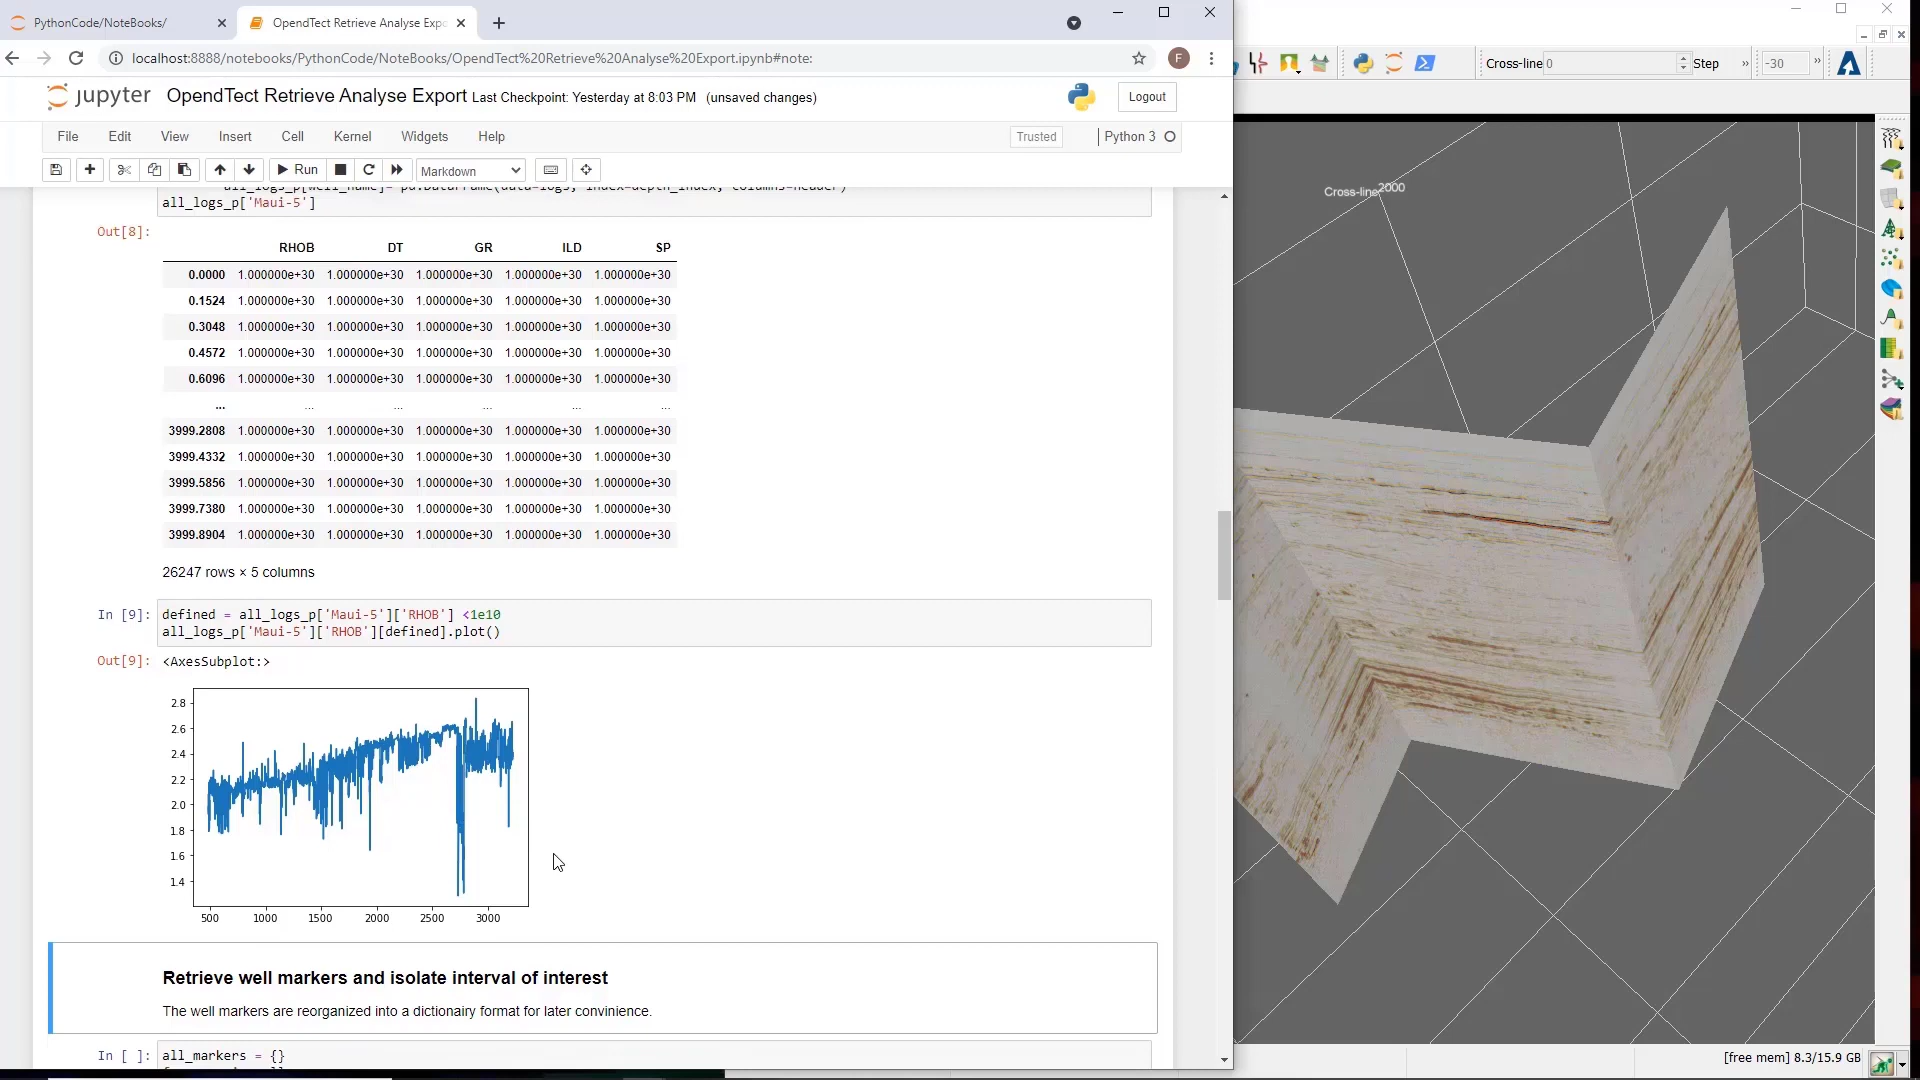 PythonCode/NoteBooks/
OpendTect Retrieve Analyse Expo
localhost:8888/notebooks/PythonCode/NoteBooks/OpendTect%20Retrieve%20Analyse%20Export.ipynb#note:
F
jupyter OpendTect Retrieve Analyse Export Last Checkpoint: Yesterday at 8:03 PM (unsaved changes)
Logout
File Edit View Insert Cell Kernel Widgets Help
Trusted
Python 3
Run
Markdown
all_logs_p[well_name]= pd.DataFrame(data=logs, index=depth_index, columns=header)
all_logs_p['Maui-5']
Out[8]:
RHOB DT GR ILD SP
0.0000 1.000000e+30 1.000000e+30 1.000000e+30 1.000000e+30 1.000000e+30
0.1524 1.000000e+30 1.000000e+30 1.000000e+30 1.000000e+30 1.000000e+30
0.3048 1.000000e+30 1.000000e+30 1.000000e+30 1.000000e+30 1.000000e+30
0.4572 1.000000e+30 1.000000e+30 1.000000e+30 1.000000e+30 1.000000e+30
0.6096 1.000000e+30 1.000000e+30 1.000000e+30 1.000000e+30 1.000000e+30
... ... ... ... ... ...
3999.2808 1.000000e+30 1.000000e+30 1.000000e+30 1.000000e+30 1.000000e+30
3999.4332 1.000000e+30 1.000000e+30 1.000000e+30 1.000000e+30 1.000000e+30
3999.5856 1.000000e+30 1.000000e+30 1.000000e+30 1.000000e+30 1.000000e+30
3999.7380 1.000000e+30 1.000000e+30 1.000000e+30 1.000000e+30 1.000000e+30
3999.8904 1.000000e+30 1.000000e+30 1.000000e+30 1.000000e+30 1.000000e+30
26247 rows × 5 columns
In [9]: defined = all_logs_p['Maui-5']['RHOB'] <1e10
all_logs_p['Maui-5']['RHOB'][defined].plot()
Out[9]: <AxesSubplot:>
2.8
2.6
2.4
2.2
2.0
1.8
1.6
1.4
500 1000 1500 2000 2500 3000
Retrieve well markers and isolate interval of interest
The well markers are reorganized into a dictionairy format for later convinience.
In [ ]: all_markers = {}
Cross-line 0
Step
-30
Cross-line 2000
[free mem] 8.3/15.9 GB